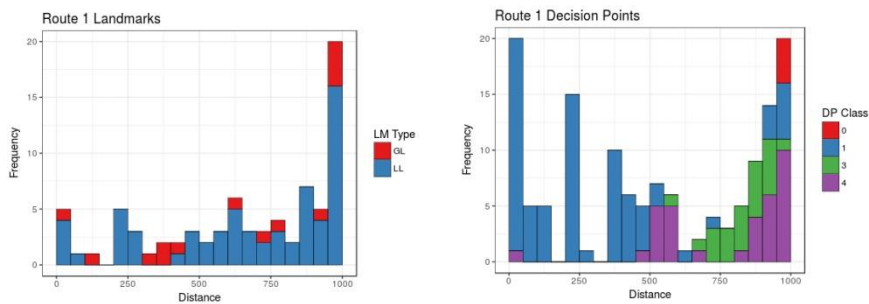 Route 1 Landmarks
20
15
10
5
0
Frequency
0
250
500
750
1000
Distance
LM Type
GL
LL
Route 1 Decision Points
20
15
10
5
0
Frequency
0
250
500
750
1000
Distance
DP Class
0
1
3
4